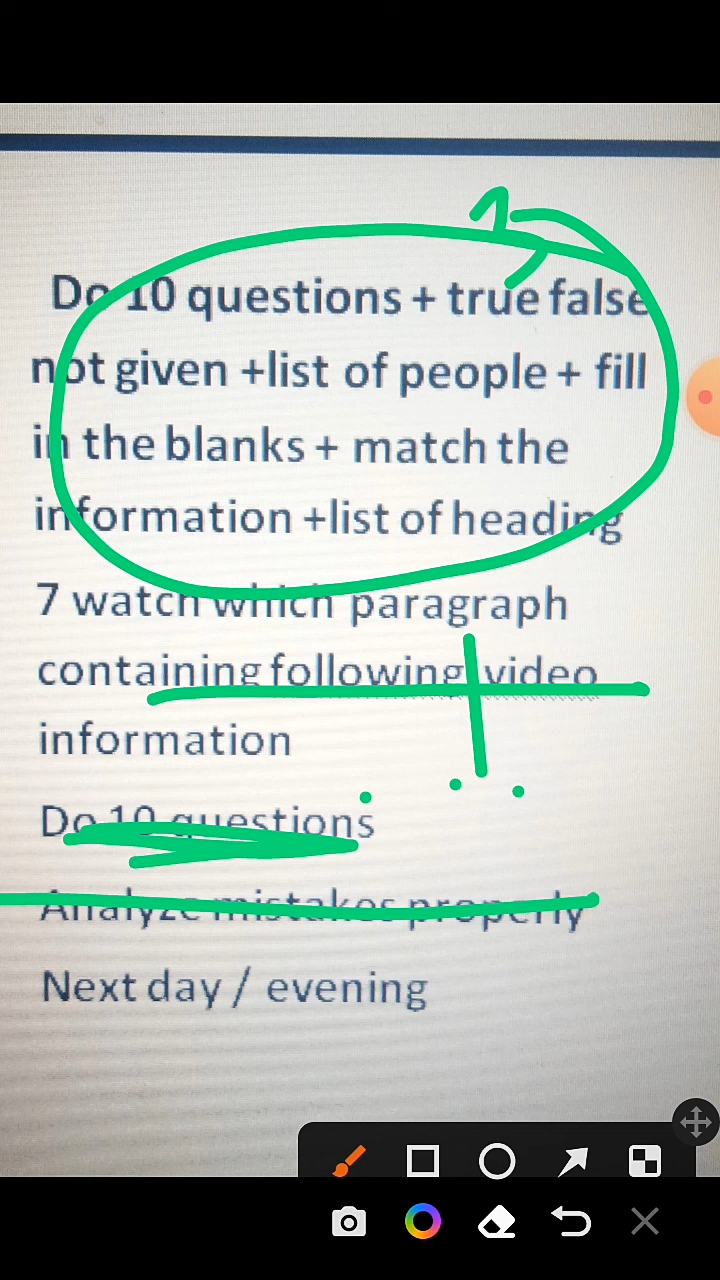 Do 10 questions + true false
not given +list of people + fill
in the blanks + match the
information +list of heading
7 watch which paragraph
containing following video
information
Do 10 questions
Analyze mistakes properly
Next day / evening